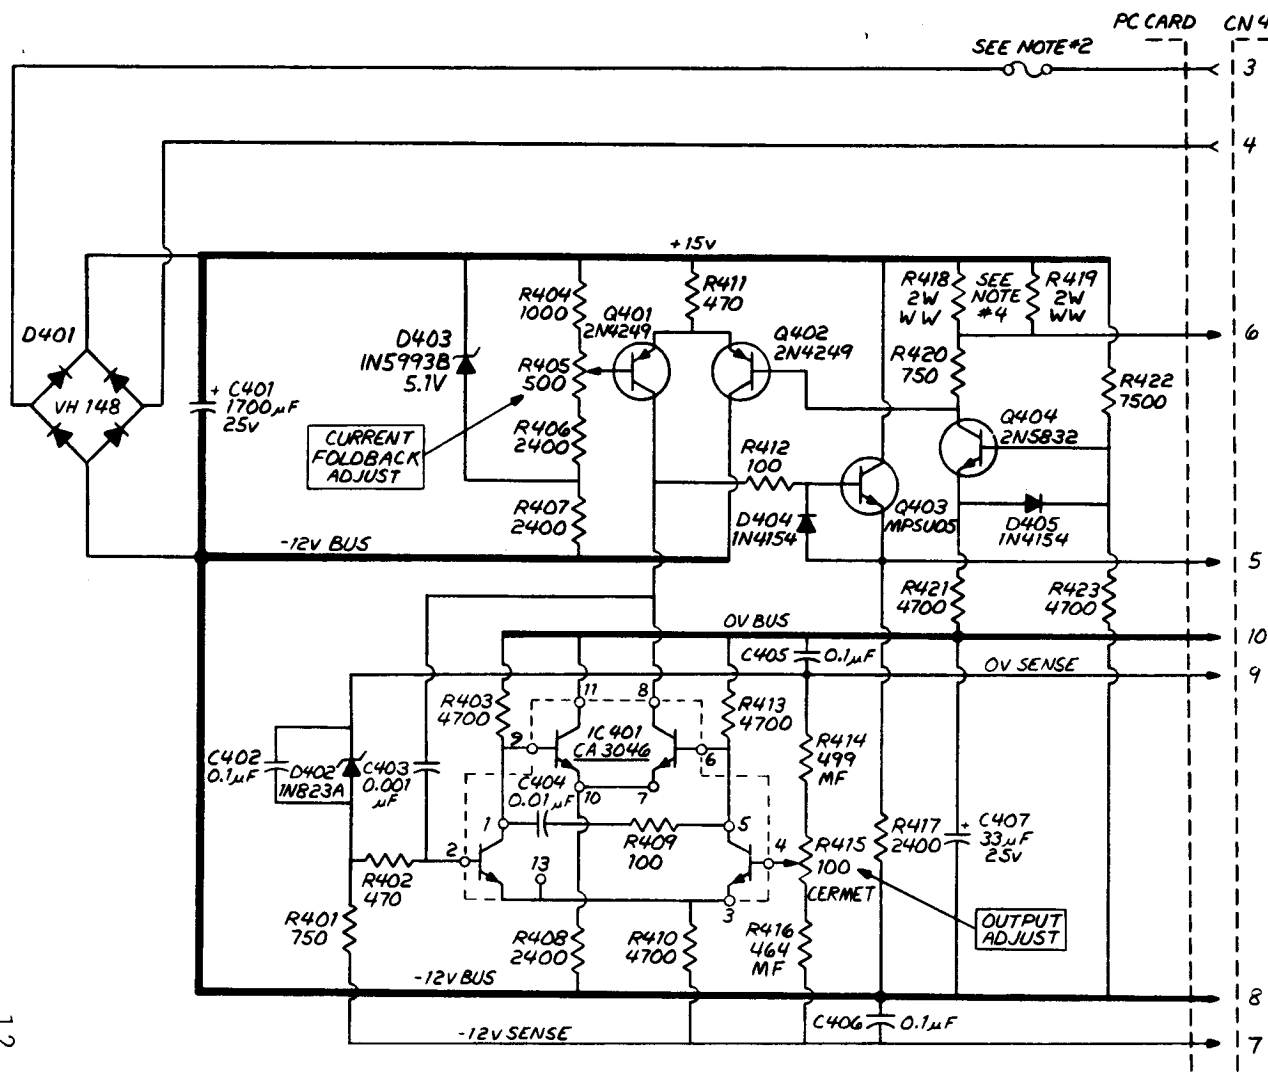 PC CARD
CN 4
SEE NOTE #2
3
4
+15V
R404
1000
R411
470
Q401
2N4249
Q402
2N4249
R418
2W
WW
SEE
NOTE
#4
R419
2W
WW
6
D401
VH 148
+ C401
1700µF
25V
D403
IN5993B
5.1V
R405
500
R420
750
R422
7500
CURRENT
FOLDBACK
ADJUST
R406
2400
Q404
2N5832
R412
100
R407
2400
D404
1N4154
Q403
MPSU05
D405
1N4154
-12V BUS
5
R421
4700
R423
4700
0V BUS
10
C405
0.1µF
0V SENSE
9
R403
4700
11
8
R413
4700
9
IC 401
CA 3046
6
R414
499
MF
C402
0.1µF
D402
1N823A
C403
0.001
µF
C404
0.01µF
10
7
1
5
R409
100
2
13
4
R415
100
CERMET
R417
2400
+ C407
33µF
25V
R402
470
3
R401
750
R408
2400
R410
4700
R416
464
MF
OUTPUT
ADJUST
-12V BUS
8
C406
0.1µF
-12V SENSE
7
12